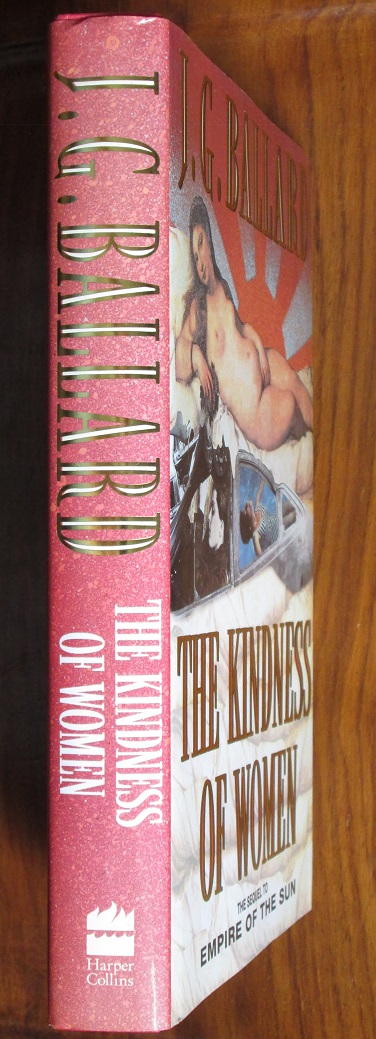 J.G. BALLARD
THE KINDNESS
OF WOMEN
Harper
Collins
J.G. BALLARD
THE KINDNESS
OF WOMEN
THE SEQUEL TO
EMPIRE OF THE SUN